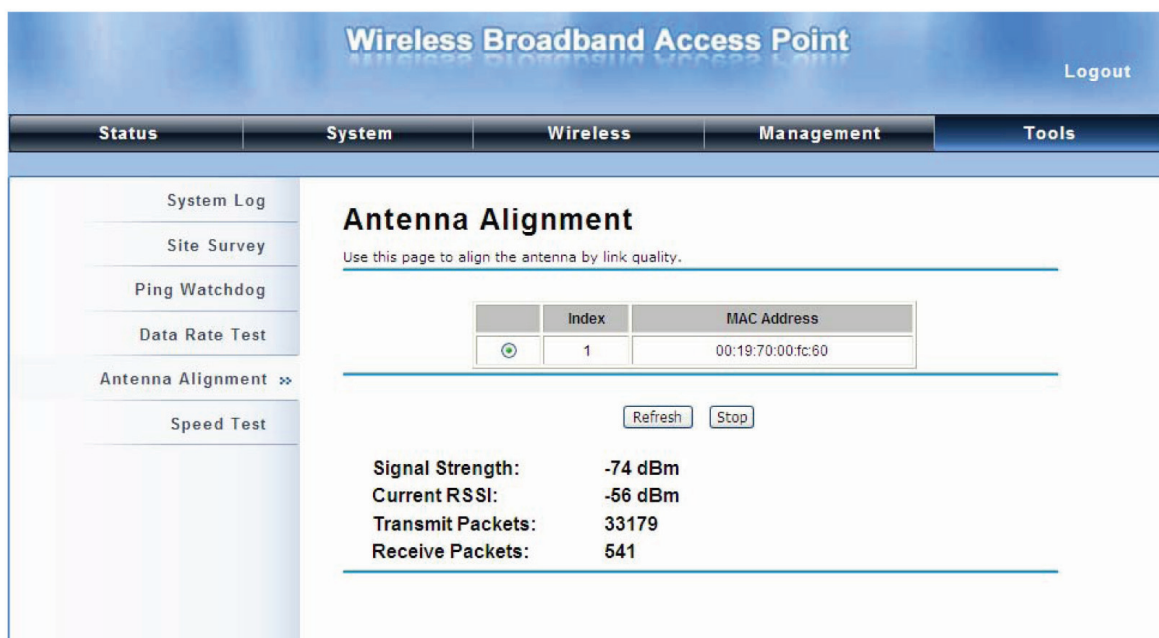 Wireless Broadband Access Point
Logout
Status System Wireless Management Tools
System Log
Site Survey
Ping Watchdog
Data Rate Test
Antenna Alignment »
Speed Test
Antenna Alignment
Use this page to align the antenna by link quality.
Index MAC Address
1 00:19:70:00:fc:60
Refresh Stop
Signal Strength: -74 dBm
Current RSSI: -56 dBm
Transmit Packets: 33179
Receive Packets: 541